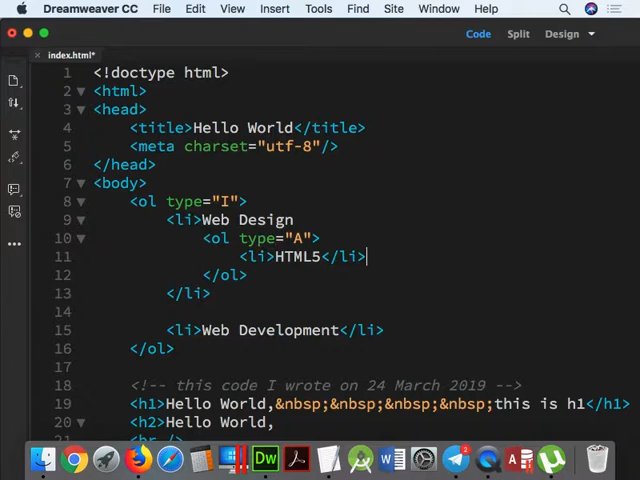 Dreamweaver CC File Edit View Insert Tools Find Site Window Help
Code Split Design
index.html*
1 <!doctype html>
2 <html>
3 <head>
4 <title>Hello World</title>
5 <meta charset="utf-8"/>
6 </head>
7 <body>
8 <ol type="I">
9 <li>Web Design
10 <ol type="A">
11 <li>HTML5</li>
12 </ol>
13 </li>
14
15 <li>Web Development</li>
16 </ol>
17
18 <!-- this code I wrote on 24 March 2019 -->
19 <h1>Hello World,&nbsp;&nbsp;&nbsp;&nbsp;this is h1</h1>
20 <h2>Hello World,
21 <br />
Dw W 2 A